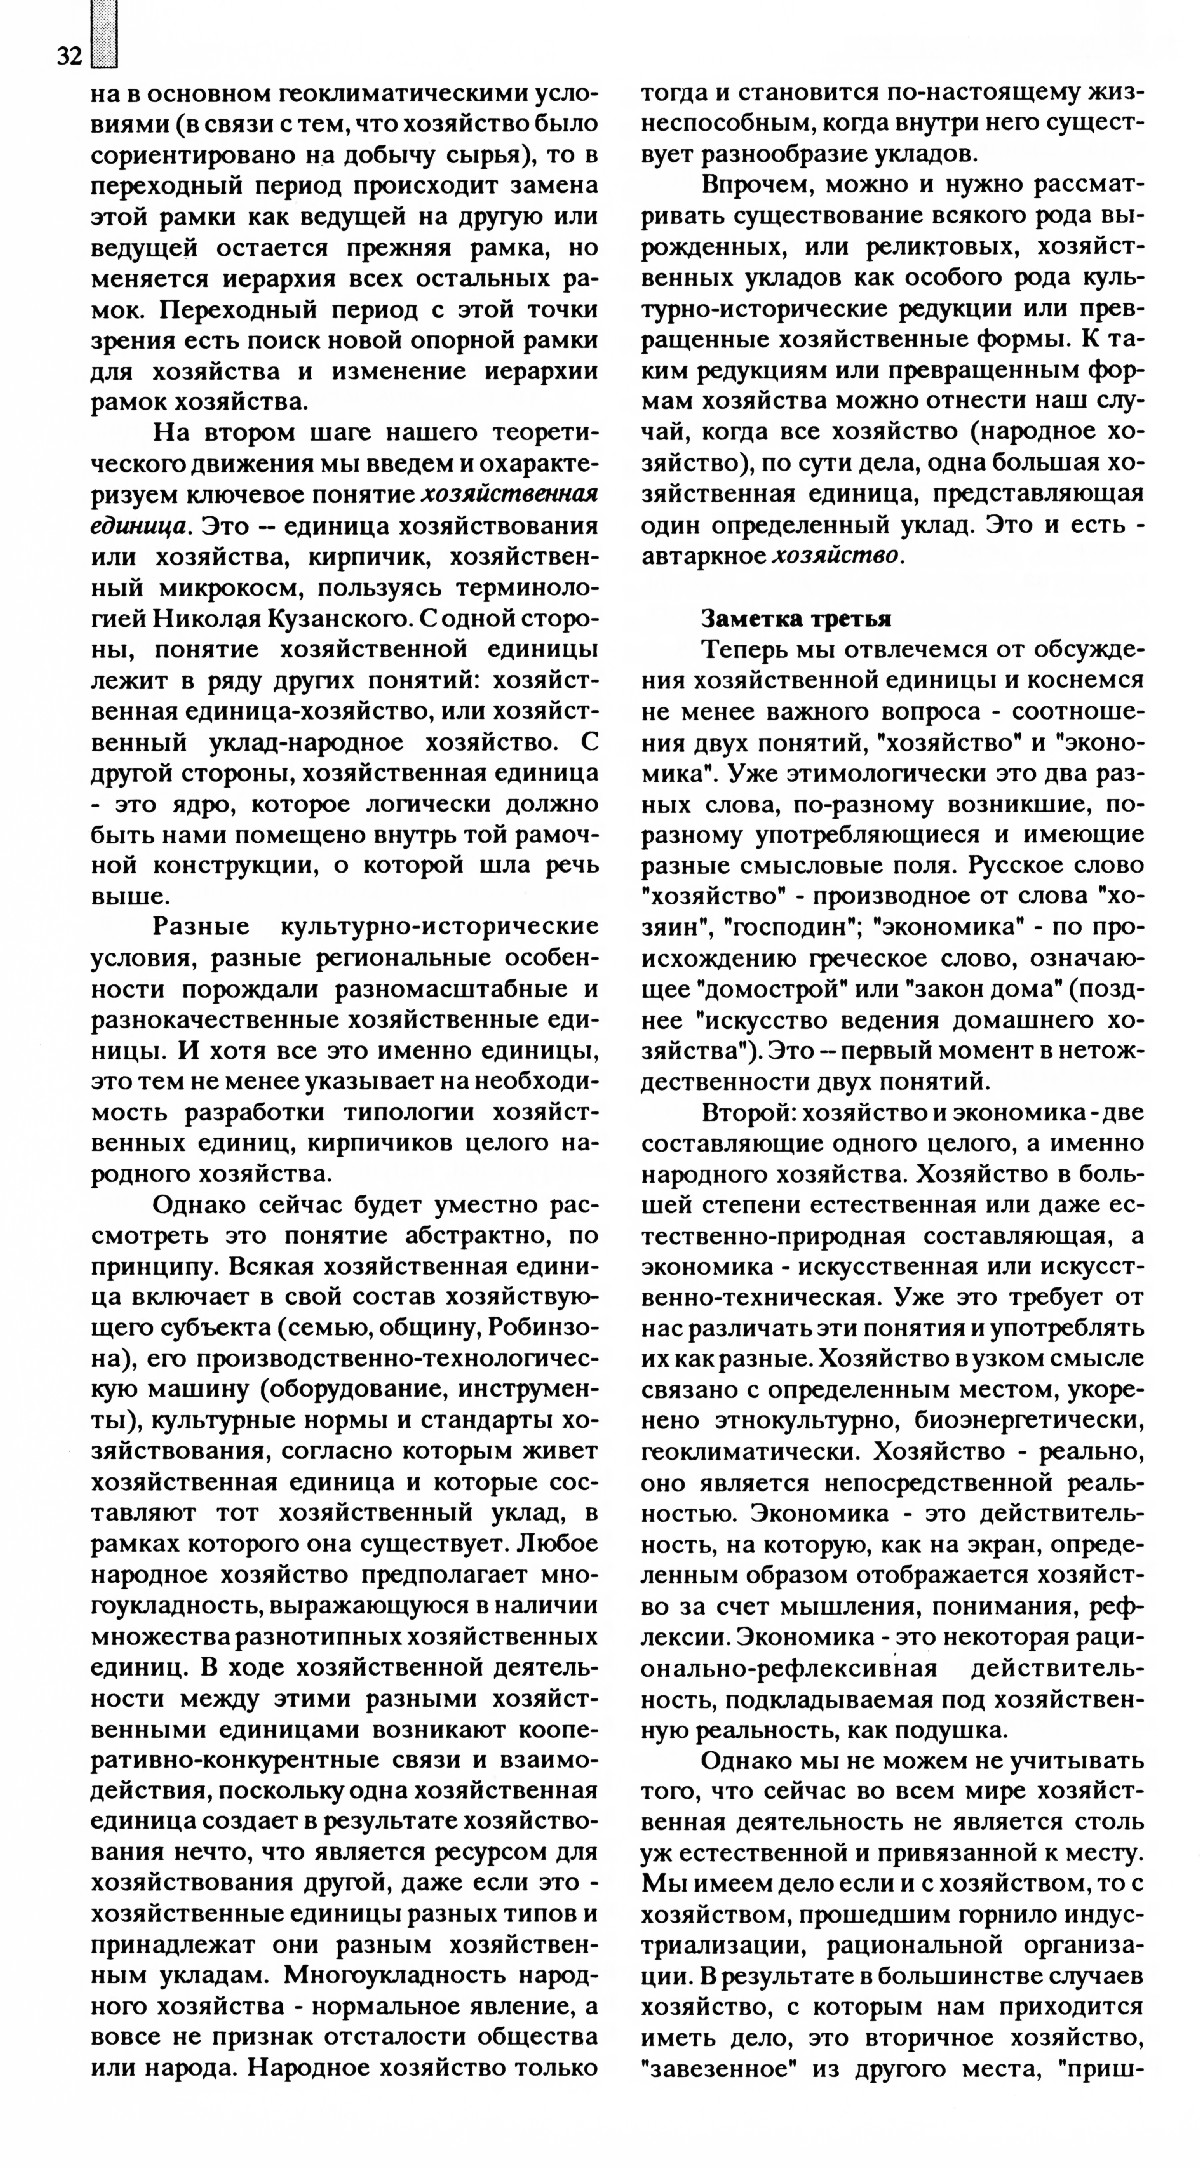 32
на в основном геоклиматическими усло-
виями (в связи с тем, что хозяйство было
сориентировано на добычу сырья), то в
переходный период происходит замена
этой рамки как ведущей на другую или
ведущей остается прежняя рамка, но
меняется иерархия всех остальных ра-
мок. Переходный период с этой точки
зрения есть поиск новой опорной рамки
для хозяйства и изменение иерархии
рамок хозяйства.
На втором шаге нашего теорети-
ческого движения мы введем и охаракте-
ризуем ключевое понятие хозяйственная
единица. Это — единица хозяйствования
или хозяйства, кирпичик, хозяйствен-
ный микрокосм, пользуясь терминоло-
гией Николая Кузанского. С одной сторо-
ны, понятие хозяйственной единицы
лежит в ряду других понятий: хозяйст-
венная единица-хозяйство, или хозяйст-
венный уклад-народное хозяйство. С
другой стороны, хозяйственная единица
- это ядро, которое логически должно
быть нами помещено внутрь той рамоч-
ной конструкции, о которой шла речь
выше.
Разные культурно-исторические
условия, разные региональные особен-
ности порождали разномасштабные и
разнокачественные хозяйственные еди-
ницы. И хотя все это именно единицы,
это тем не менее указывает на необходи-
мость разработки типологии хозяйст-
венных единиц, кирпичиков целого на-
родного хозяйства.
Однако сейчас будет уместно рас-
смотреть это понятие абстрактно, по
принципу. Всякая хозяйственная едини-
ца включает в свой состав хозяйствую-
щего субъекта (семью, общину, Робинзо-
на), его производственно-технологичес-
кую машину (оборудование, инструмен-
ты), культурные нормы и стандарты хо-
зяйствования, согласно которым живет
хозяйственная единица и которые сос-
тавляют тот хозяйственный уклад, в
рамках которого она существует. Любое
народное хозяйство предполагает мно-
гоукладность, выражающуюся в наличии
множества разнотипных хозяйственных
единиц. В ходе хозяйственной деятель-
ности между этими разными хозяйст-
венными единицами возникают коопе-
ративно-конкурентные связи и взаимо-
действия, поскольку одна хозяйственная
единица создает в результате хозяйство-
вания нечто, что является ресурсом для
хозяйствования другой, даже если это -
хозяйственные единицы разных типов и
принадлежат они разным хозяйствен-
ным укладам. Многоукладность народ-
ного хозяйства - нормальное явление, а
вовсе не признак отсталости общества
или народа. Народное хозяйство только
тогда и становится по-настоящему жиз-
неспособным, когда внутри него сущест-
вует разнообразие укладов.
Впрочем, можно и нужно рассмат-
ривать существование всякого рода вы-
рожденных, или реликтовых, хозяйст-
венных укладов как особого рода куль-
турно-исторические редукции или прев-
ращенные хозяйственные формы. К та-
ким редукциям или превращенным фор-
мам хозяйства можно отнести наш слу-
чай, когда все хозяйство (народное хо-
зяйство), по сути дела, одна большая хо-
зяйственная единица, представляющая
один определенный уклад. Это и есть -
автаркное хозяйство.
Заметка третья
Теперь мы отвлечемся от обсужде-
ния хозяйственной единицы и коснемся
не менее важного вопроса - соотноше-
ния двух понятий, "хозяйство" и "эконо-
мика". Уже этимологически это два раз-
ных слова, по-разному возникшие, по-
разному употребляющиеся и имеющие
разные смысловые поля. Русское слово
"хозяйство" - производное от слова "хо-
зяин", "господин"; "экономика" - по про-
исхождению греческое слово, означаю-
щее "домострой" или "закон дома" (позд-
нее "искусство ведения домашнего хо-
зяйства"). Это — первый момент в нетож-
дественности двух понятий.
Второй: хозяйство и экономика - две
составляющие одного целого, а именно
народного хозяйства. Хозяйство в боль-
шей степени естественная или даже ес-
тественно-природная составляющая, а
экономика - искусственная или искусст-
венно-техническая. Уже это требует от
нас различать эти понятия и употреблять
их как разные. Хозяйство в узком смысле
связано с определенным местом, укоре-
нено этнокультурно, биоэнергетически,
геоклиматически. Хозяйство - реально,
оно является непосредственной реаль-
ностью. Экономика - это действитель-
ность, на которую, как на экран, опреде-
ленным образом отображается хозяйст-
во за счет мышления, понимания, реф-
лексии. Экономика - это некоторая раци-
онально-рефлексивная действитель-
ность, подкладываемая под хозяйствен-
ную реальность, как подушка.
Однако мы не можем не учитывать
того, что сейчас во всем мире хозяйст-
венная деятельность не является столь
уж естественной и привязанной к месту.
Мы имеем дело если и с хозяйством, то с
хозяйством, прошедшим горнило индус-
триализации, рациональной организа-
ции. В результате в большинстве случаев
хозяйство, с которым нам приходится
иметь дело, это вторичное хозяйство,
"завезенное" из другого места, "приш-